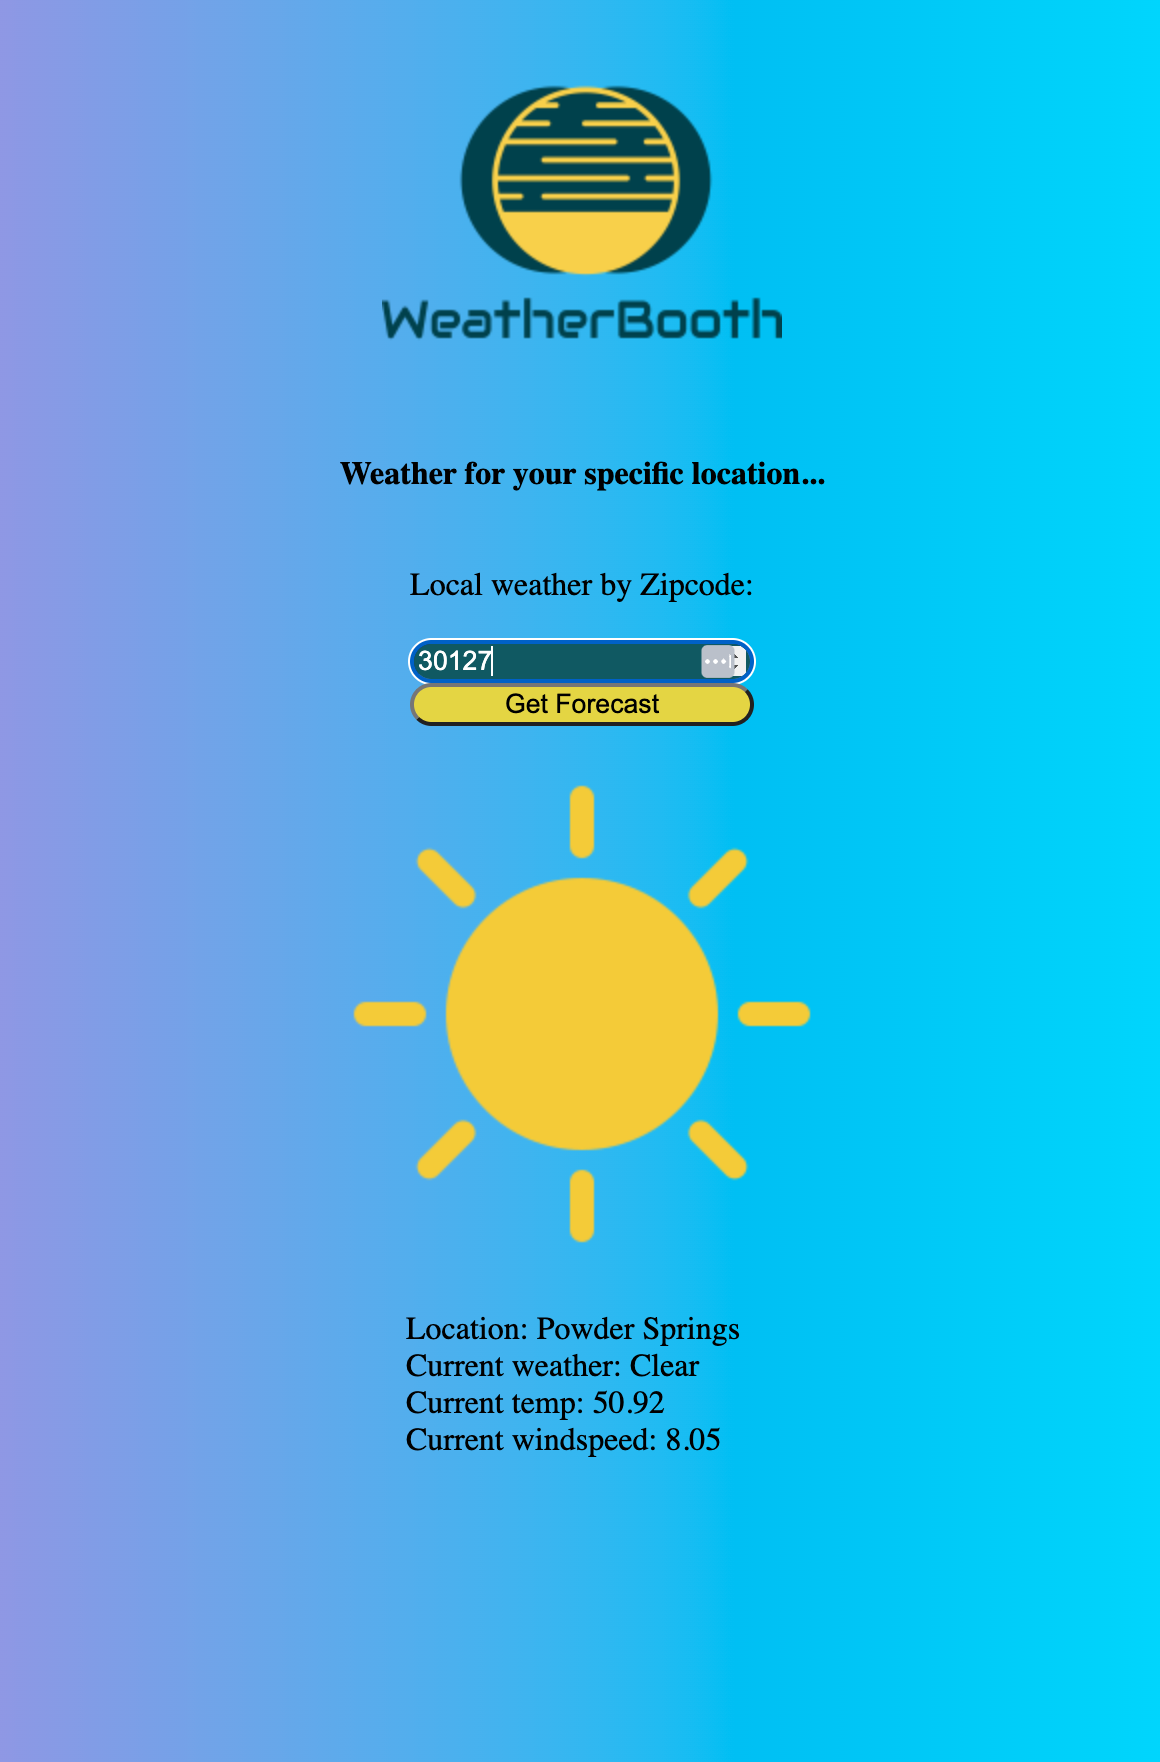 WeatherBooth
Weather for your specific location...
Local weather by Zipcode:
30127
Get Forecast
Location: Powder Springs
Current weather: Clear
Current temp: 50.92
Current windspeed: 8.05